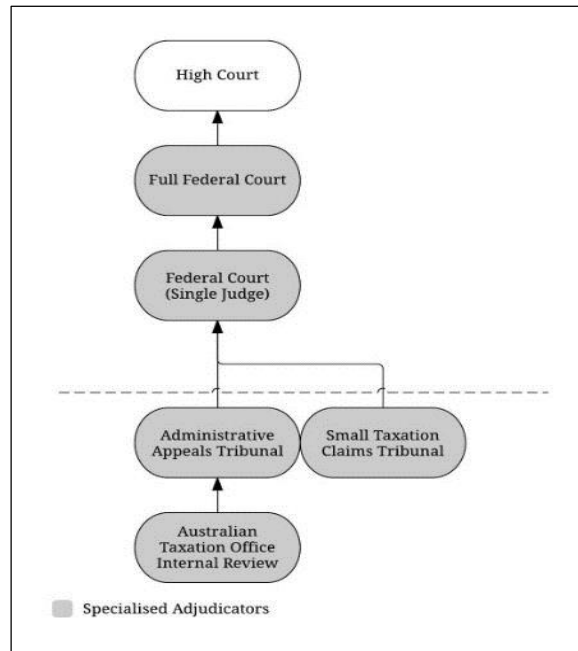 High Court
Full Federal Court
Federal Court
(Single Judge)
Administrative
Appeals Tribunal
Small Taxation
Claims Tribunal
Australian
Taxation Office
Internal Review
Specialised Adjudicators